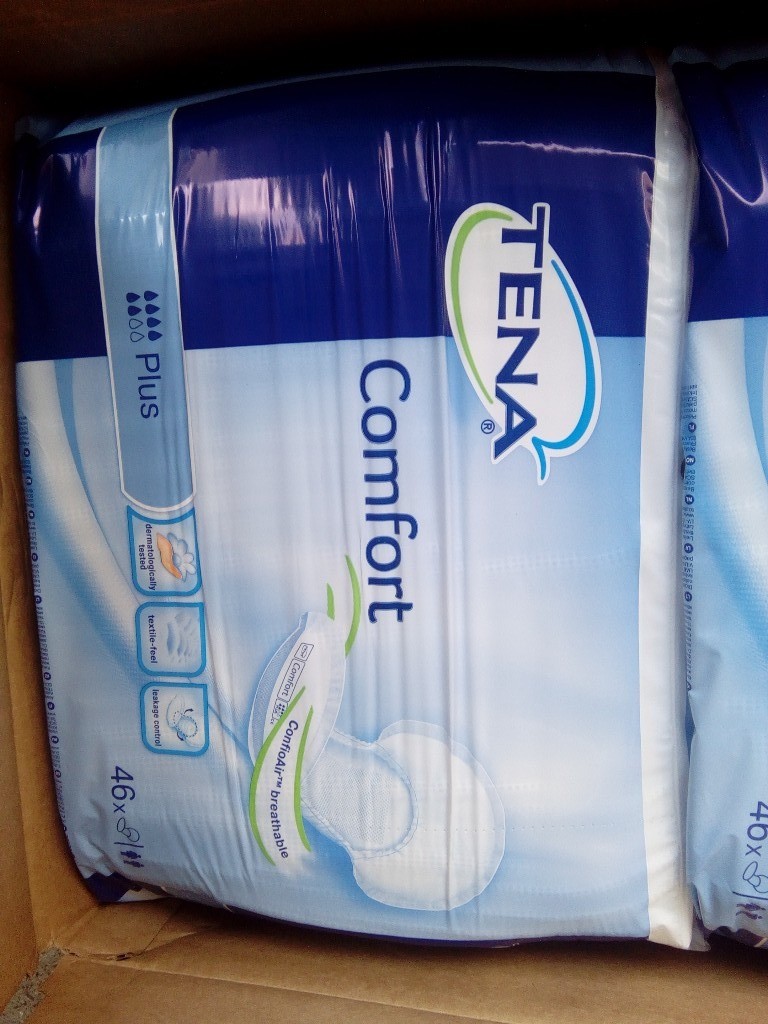 TENA®
Comfort
Plus
dermatologically
tested
textile-feel
leakage control
Comfort
ConfioAir™ breathable
46x
46x